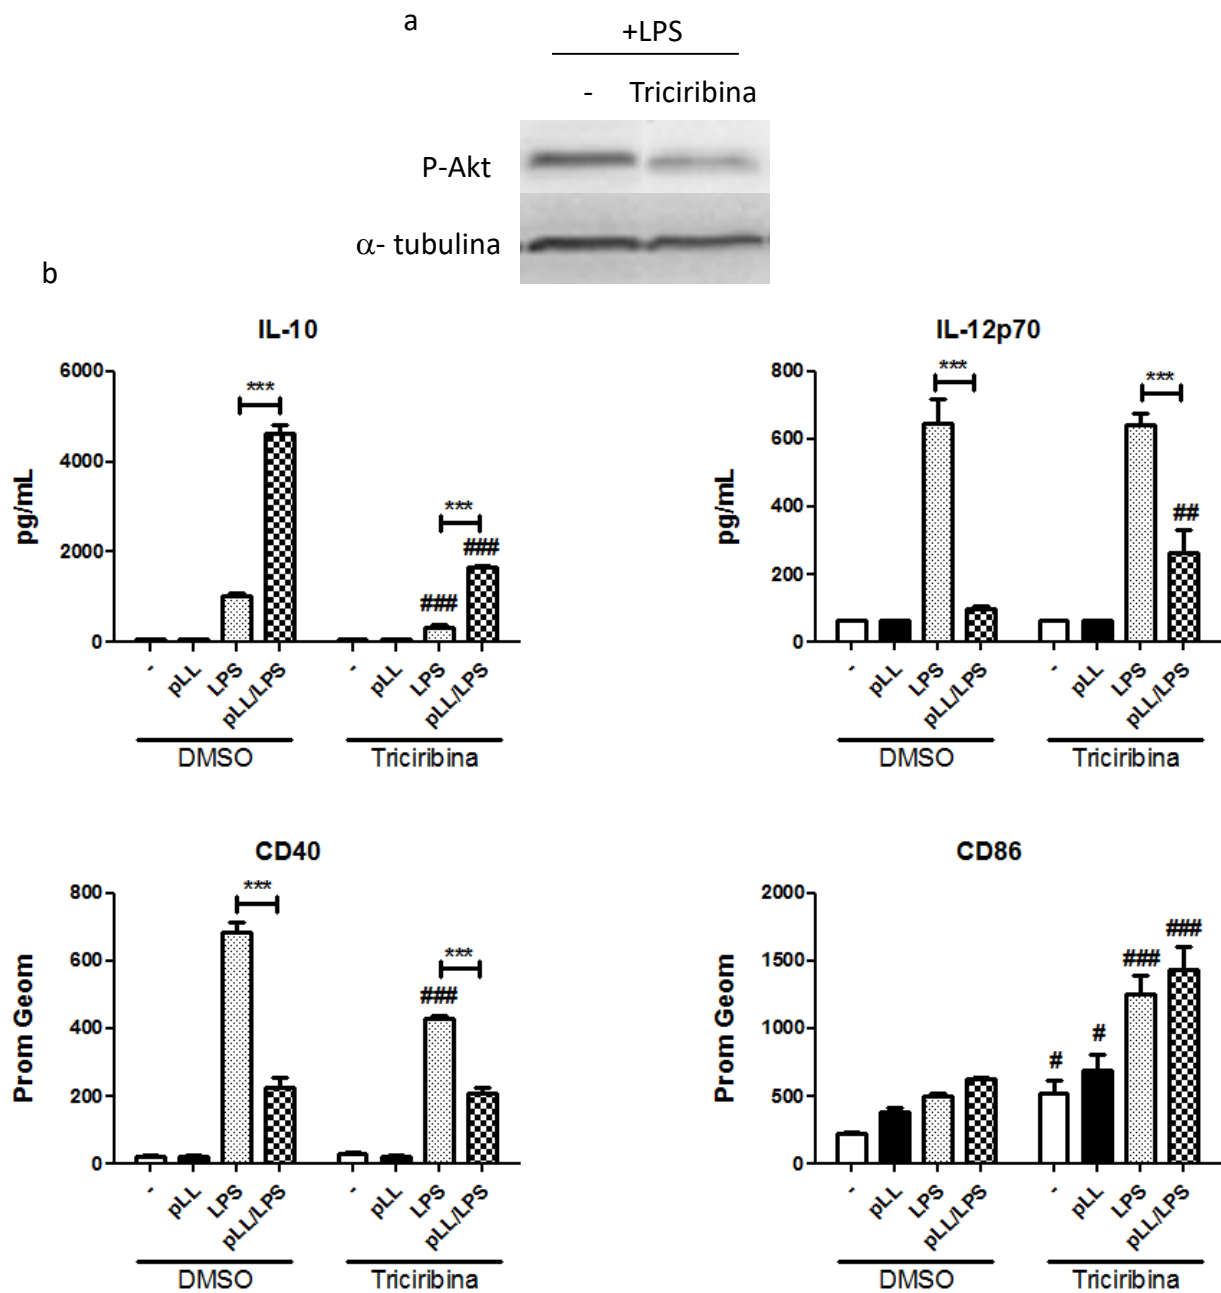 a
+LPS
- Triciribina
P-Akt
α- tubulina
b
IL-10
6000
4000
2000
0
pg/mL
***
***
###
###
- pLL LPS pLL/LPS - pLL LPS pLL/LPS
DMSO Triciribina
IL-12p70
800
600
400
200
0
pg/mL
***
***
##
- pLL LPS pLL/LPS - pLL LPS pLL/LPS
DMSO Triciribina
CD40
800
600
400
200
0
Prom Geom
***
***
###
- pLL LPS pLL/LPS - pLL LPS pLL/LPS
DMSO Triciribina
CD86
2000
1500
1000
500
0
Prom Geom
# # ### ###
- pLL LPS pLL/LPS - pLL LPS pLL/LPS
DMSO Triciribina